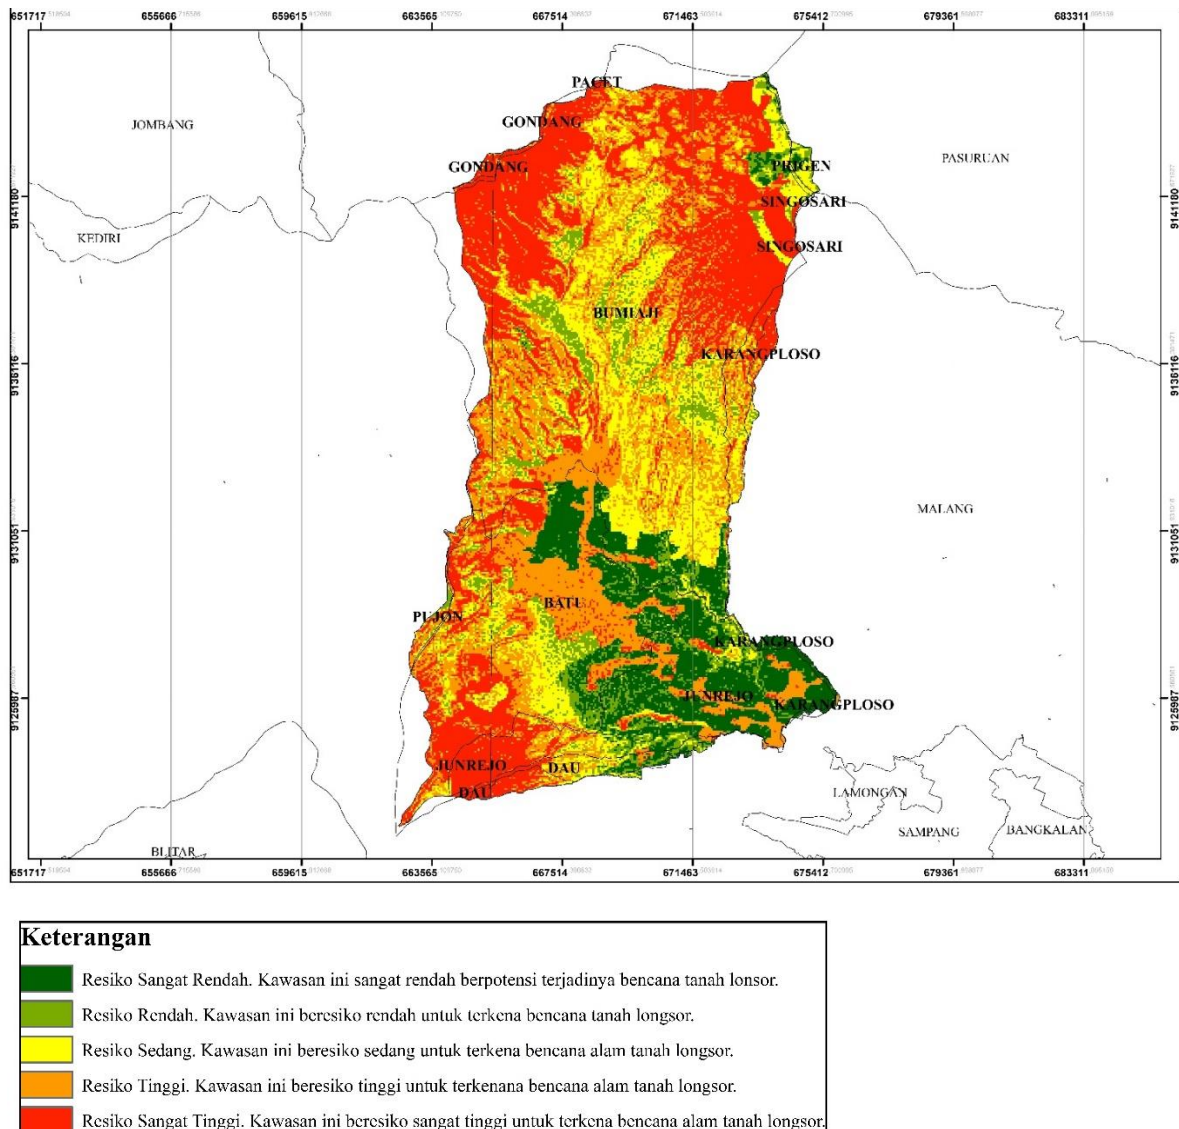 651717 655666 659615 663565 667514 671463 675412 679361 683311
PACET
JOMBANG
GONDANG
PASURUAN
GONDANG
PRIGEN
9141180 9141180
SINGOSARI
KEDIRI
SINGOSARI
BUMIAJI
KARANGPLOSO
9136116 9136116
MALANG
9131051 9131051
BATU
PUJON
KARANGPLOSO
JUNREJO
9125987 9125987
KARANGPLOSO
JUNREJO
DAU
DAU
LAMONGAN
SAMPANG
BANGKALAN
BLITAR
651717 655666 659615 663565 667514 671463 675412 679361 683311
Keterangan
Resiko Sangat Rendah. Kawasan ini sangat rendah berpotensi terjadinya bencana tanah lonsor.
Resiko Rendah. Kawasan ini beresiko rendah untuk terkena bencana tanah longsor.
Resiko Sedang. Kawasan ini beresiko sedang untuk terkena bencana alam tanah longsor.
Resiko Tinggi. Kawasan ini beresiko tinggi untuk terkenana bencana alam tanah longsor.
Resiko Sangat Tinggi. Kawasan ini beresiko sangat tinggi untuk terkena bencana alam tanah longsor.